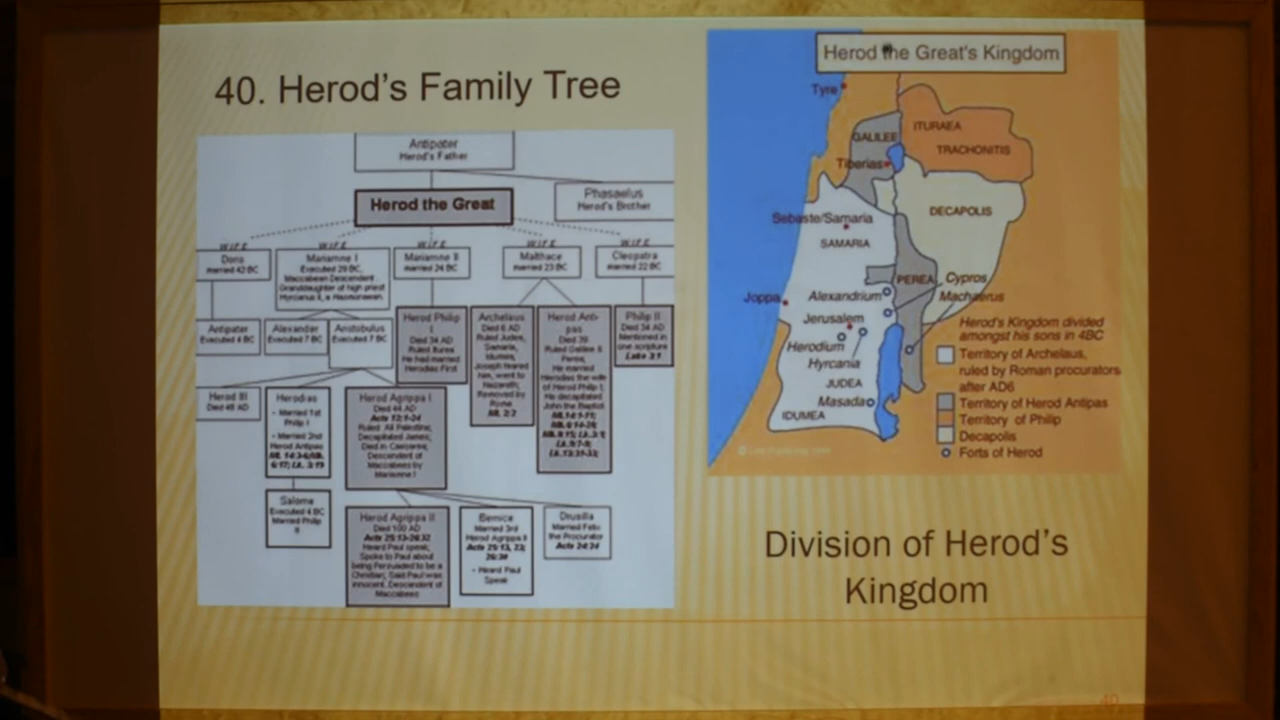 40. Herod's Family Tree
Antipater
Herod's Father
Herod the Great
Phasaelus
Herod's Brother
WIFE
WIFE
WIFE
WIFE
WIFE
Doris
married 42 BC
Mariamne I
Executed 29 BC,
Maccabean Descendent
Granddaughter of high priest
Hyrcanus II, a Hasmonean
Mariamne II
married 24 BC
Malthace
married 23 BC
Cleopatra
married 22 BC
Antipater
Executed 4 BC
Alexander
Executed 7 BC
Aristobulus
Executed 7 BC
Herod Philip
I
Died 34 AD
Ruled Iturea
He had married
Herodias First
Archelaus
Died 6 AD
Ruled Judea,
Samaria,
Idumea,
Joseph feared
him, went to
Nazareth,
Removed by
Rome
Mt. 2:2
Herod Anti-
pas
Died 39
Ruled Galilee &
Perea,
He married
Herodias the wife
of Herod Philip I,
He decapitated
John the Baptist
Philip II
Died 34 AD
Mentioned in
one scripture
Luke 3:1
Herod III
Died 48 AD
Herodias
- Married 1st
Philip I
- Married 2nd
Herod Antipas
Herod Agrippa I
Died 44 AD
Acts 12:1-24
Ruled All Palestine,
Decapitated James,
Died in Caesarea,
Descendent of
Maccabees by
Mariamne I
Salome
Executed 4 BC
Married Philip
II
Herod Agrippa II
Died 100 AD
Acts 25:13-26:32
Heard Paul speak,
Spoke to Paul about
being Persuaded to be a
Christian; Said Paul was
innocent. Descendent of
Maccabees
Bernice
Married 3rd
Herod Agrippa II
Acts 25:13, 23;
26:30
- Heard Paul
Speak
Drusilla
Married Felix
the Procurator
Acts 24:24
Herod the Great's Kingdom
Tyre
GALILEE
ITURAEA
TRACHONITIS
Tiberias
DECAPOLIS
Sebaste/Samaria
SAMARIA
PEREA
Cypros
Alexandrium
Machaerus
Joppa
Jerusalem
Herodium
Hyrcania
JUDEA
Masada
IDUMEA
Herod's Kingdom divided
amongst his sons in 4BC
Territory of Archelaus,
ruled by Roman procurators
after AD6
Territory of Herod Antipas
Territory of Philip
Decapolis
Forts of Herod
Division of Herod's
Kingdom
40